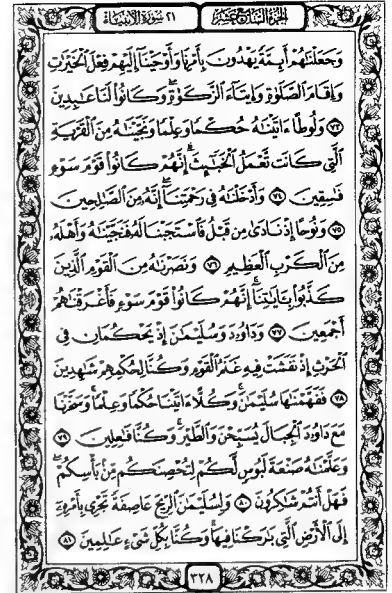 الجزء السابع عشر
٢١ سورة الأنبياء
وَجَعَلْنَٰهُمْ أَئِمَّةً يَهْدُونَ بِأَمْرِنَا وَأَوْحَيْنَآ إِلَيْهِمْ فِعْلَ ٱلْخَيْرَٰتِ
وَإِقَامَ ٱلصَّلَوٰةِ وَإِيتَآءَ ٱلزَّكَوٰةِ ۖ وَكَانُوا۟ لَنَا عَٰبِدِينَ
٧٣ وَلُوطًا ءَاتَيْنَٰهُ حُكْمًا وَعِلْمًا وَنَجَّيْنَٰهُ مِنَ ٱلْقَرْيَةِ
ٱلَّتِى كَانَت تَّعْمَلُ ٱلْخَبَٰٓئِثَ ۗ إِنَّهُمْ كَانُوا۟ قَوْمَ سَوْءٍ
فَٰسِقِينَ ٧٤ وَأَدْخَلْنَٰهُ فِى رَحْمَتِنَآ ۖ إِنَّهُۥ مِنَ ٱلصَّٰلِحِينَ
٧٥ وَنُوحًا إِذْ نَادَىٰ مِن قَبْلُ فَٱسْتَجَبْنَا لَهُۥ فَنَجَّيْنَٰهُ وَأَهْلَهُۥ
مِنَ ٱلْكَرْبِ ٱلْعَظِيمِ ٧٦ وَنَصَرْنَٰهُ مِنَ ٱلْقَوْمِ ٱلَّذِينَ
كَذَّبُوا۟ بِـَٔايَٰتِنَآ ۚ إِنَّهُمْ كَانُوا۟ قَوْمَ سَوْءٍ فَأَغْرَقْنَٰهُمْ
أَجْمَعِينَ ٧٧ وَدَاوُۥدَ وَسُلَيْمَٰنَ إِذْ يَحْكُمَانِ فِى
ٱلْحَرْثِ إِذْ نَفَشَتْ فِيهِ غَنَمُ ٱلْقَوْمِ وَكُنَّا لِحُكْمِهِمْ شَٰهِدِينَ
٧٨ فَفَهَّمْنَٰهَا سُلَيْمَٰنَ ۚ وَكُلًّا ءَاتَيْنَا حُكْمًا وَعِلْمًا ۚ وَسَخَّرْنَا
مَعَ دَاوُۥدَ ٱلْجِبَالَ يُسَبِّحْنَ وَٱلطَّيْرَ ۚ وَكُنَّا فَٰعِلِينَ ٧٩
وَعَلَّمْنَٰهُ صَنْعَةَ لَبُوسٍ لَّكُمْ لِتُحْصِنَكُم مِّنۢ بَأْسِكُمْ ۖ
فَهَلْ أَنتُمْ شَٰكِرُونَ ٨٠ وَلِسُلَيْمَٰنَ ٱلرِّيحَ عَاصِفَةً تَجْرِى بِأَمْرِهِۦٓ
إِلَى ٱلْأَرْضِ ٱلَّتِى بَٰرَكْنَا فِيهَا ۚ وَكُنَّا بِكُلِّ شَىْءٍ عَٰلِمِينَ ٨١
٣٢٨